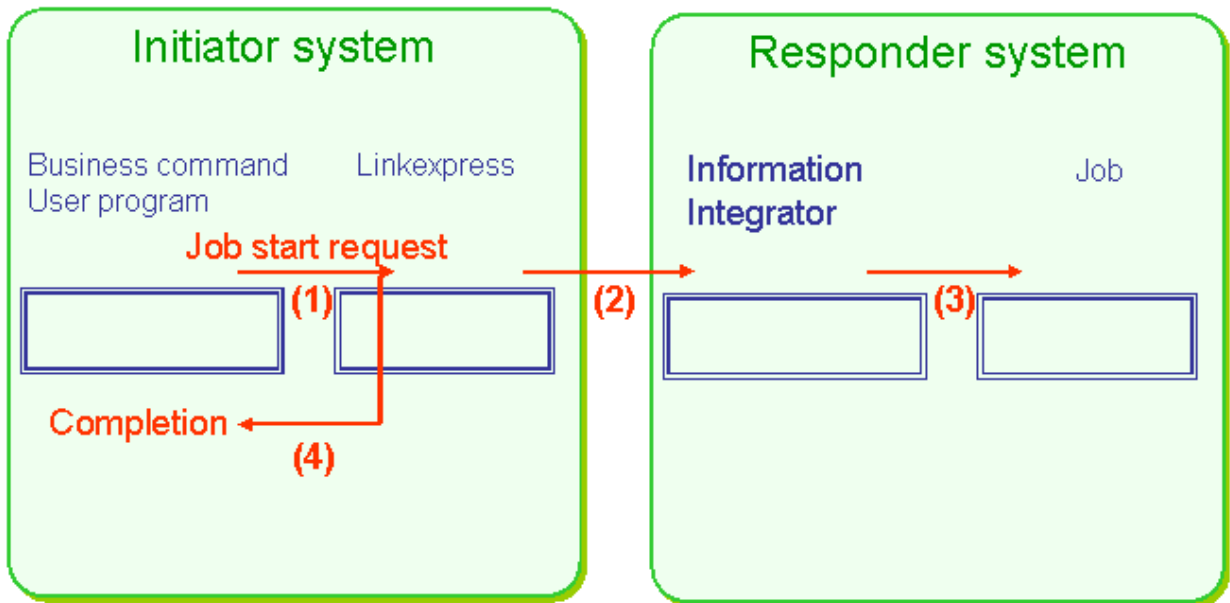 Initiator system
Responder system
Business command
User program
Linkexpress
Information
Integrator
Job
Job start request
(1)
(2)
(3)
Completion
(4)